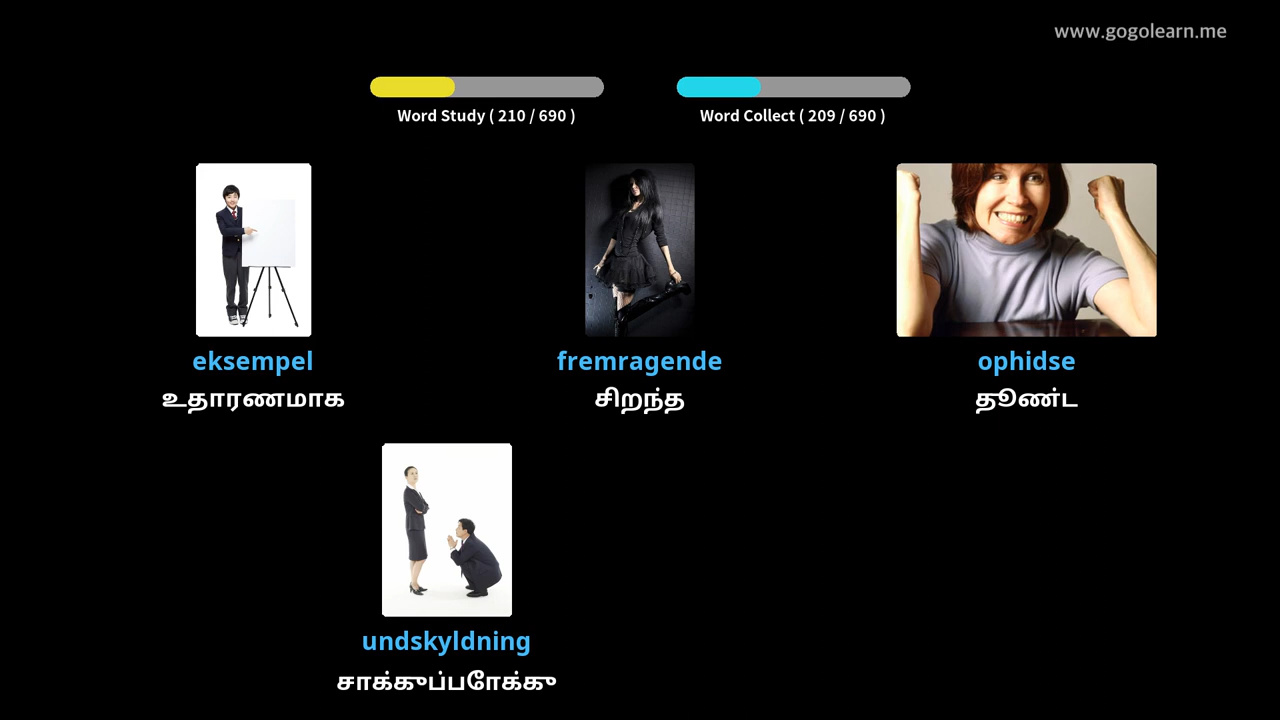 www.gogolearn.me
Word Study ( 210 / 690 )
Word Collect ( 209 / 690 )
eksempel
உதாரணமாக
fremragende
சிறந்த
ophidse
தூண்ட
undskyldning
சாக்குப்போக்கு